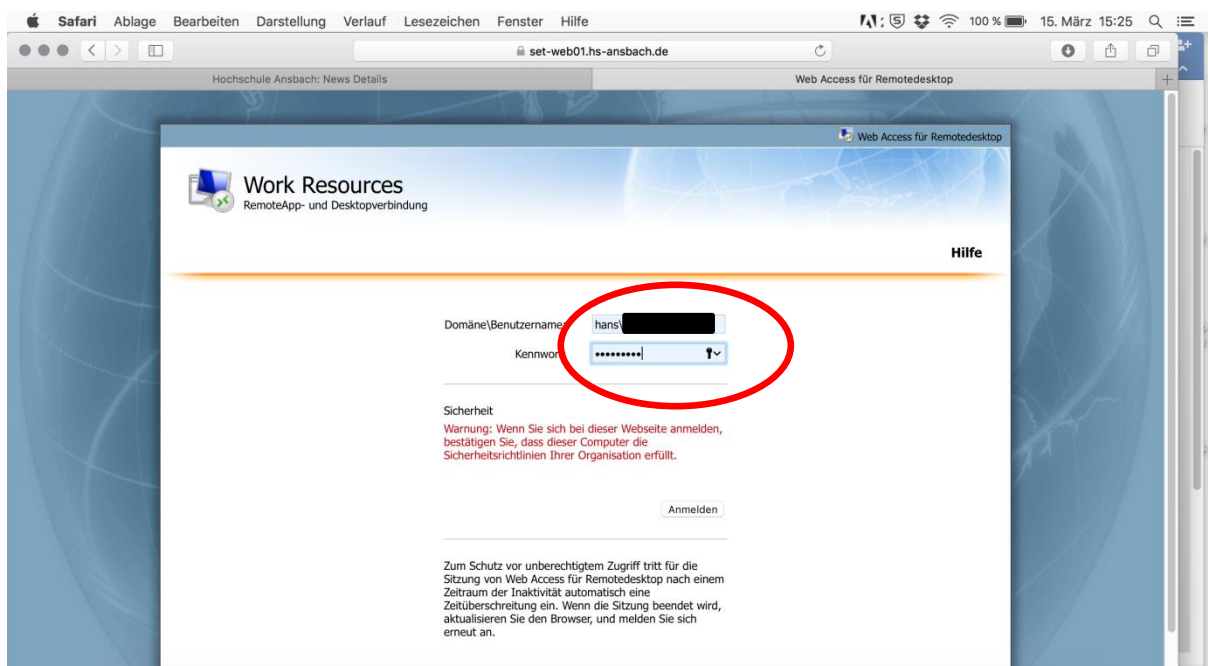 Safari Ablage Bearbeiten Darstellung Verlauf Lesezeichen Fenster Hilfe 100 % 15. März 15:25
set-web01.hs-ansbach.de
Hochschule Ansbach: News Details
Web Access für Remotedesktop
Web Access für Remotedesktop
Work Resources
RemoteApp- und Desktopverbindung
Hilfe
Domäne\Benutzername: hans\
Kennwor •••••••••
Sicherheit
Warnung: Wenn Sie sich bei dieser Webseite anmelden,
bestätigen Sie, dass dieser Computer die
Sicherheitsrichtlinien Ihrer Organisation erfüllt.
Anmelden
Zum Schutz vor unberechtigtem Zugriff tritt für die
Sitzung von Web Access für Remotedesktop nach einem
Zeitraum der Inaktivität automatisch eine
Zeitüberschreitung ein. Wenn die Sitzung beendet wird,
aktualisieren Sie den Browser, und melden Sie sich
erneut an.